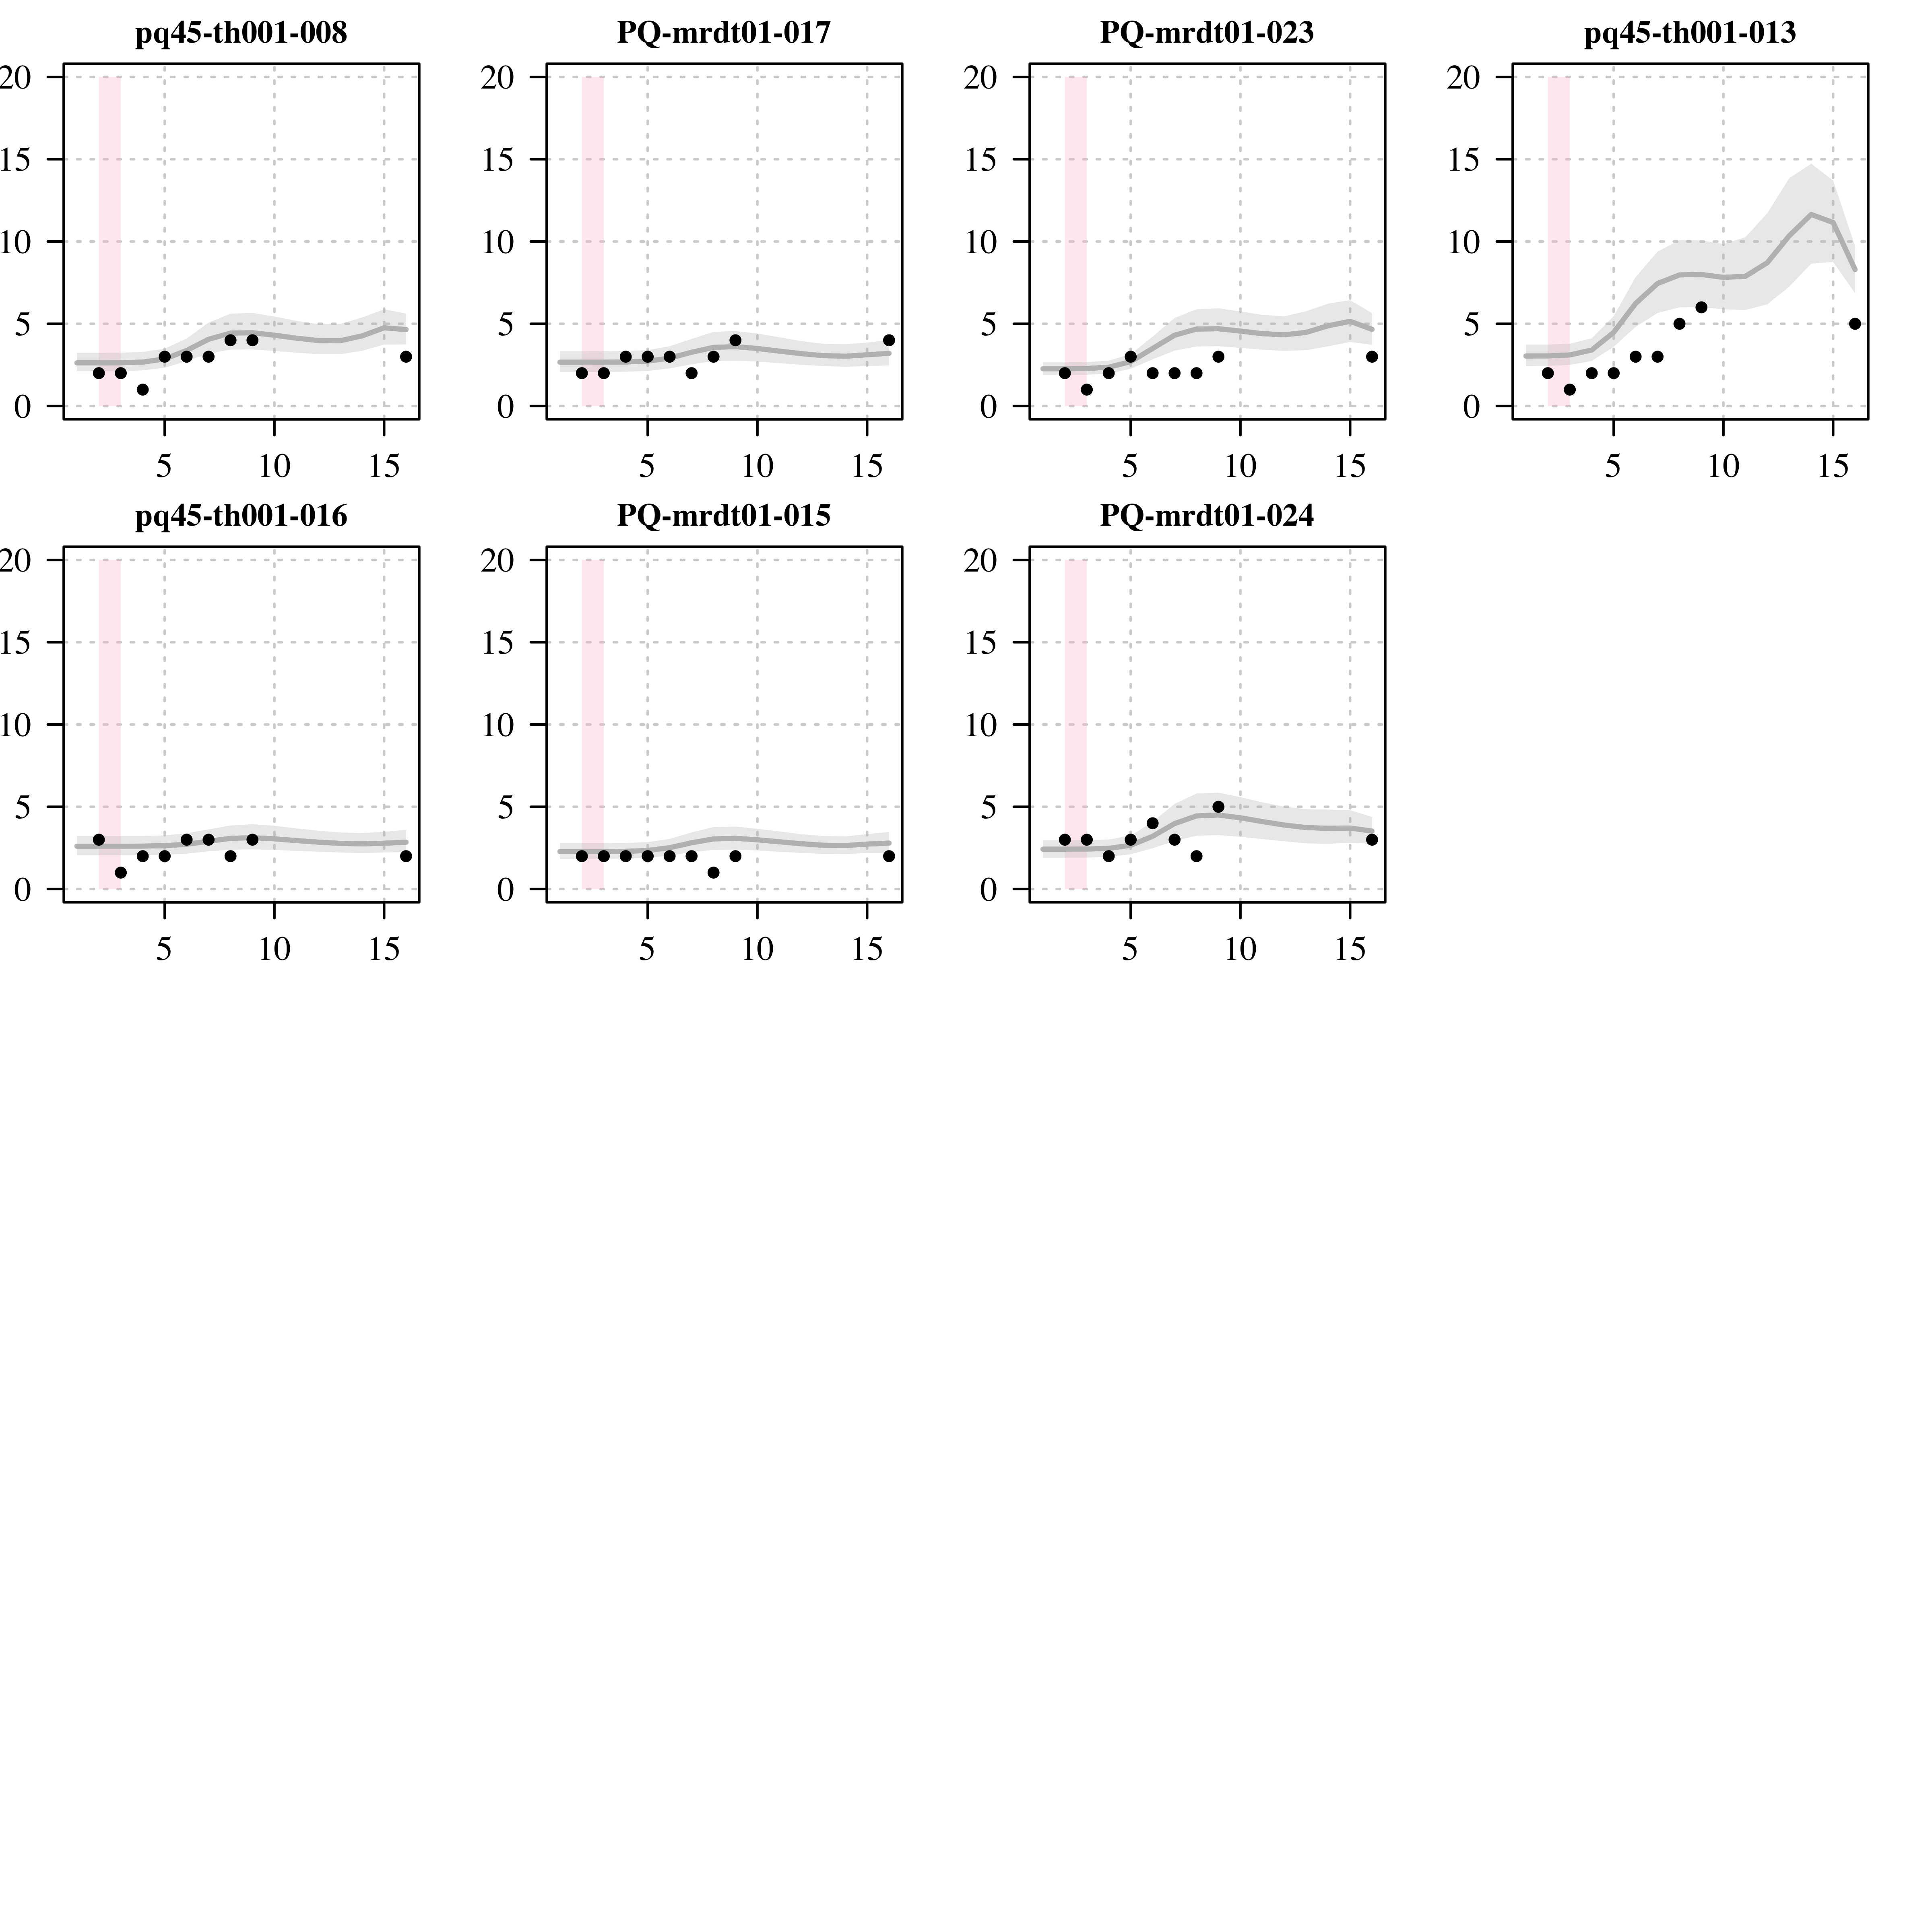 pq45-th001-008 PQ-mrdt01-017 PQ-mrdt01-023 pq45-th001-013
20 20 20 20
15 15 15 15
10 10 10 10
5 5 5 5
0 0 0 0
5 10 15 5 10 15 5 10 15 5 10 15
pq45-th001-016 PQ-mrdt01-015 PQ-mrdt01-024
20 20 20
15 15 15
10 10 10
5 5 5
0 0 0
5 10 15 5 10 15 5 10 15